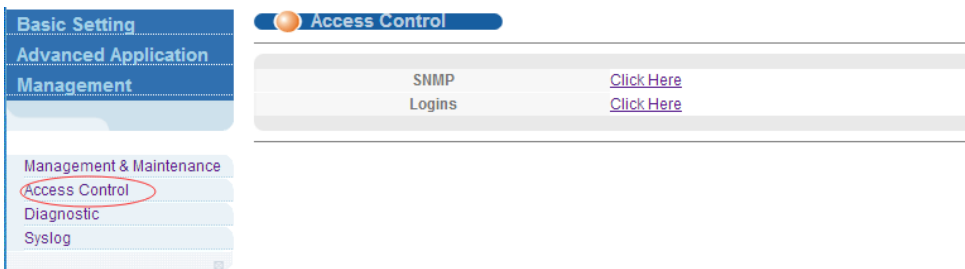 Basic Setting
Advanced Application
Management
Management & Maintenance
Access Control
Diagnostic
Syslog
Access Control
SNMP Click Here
Logins Click Here